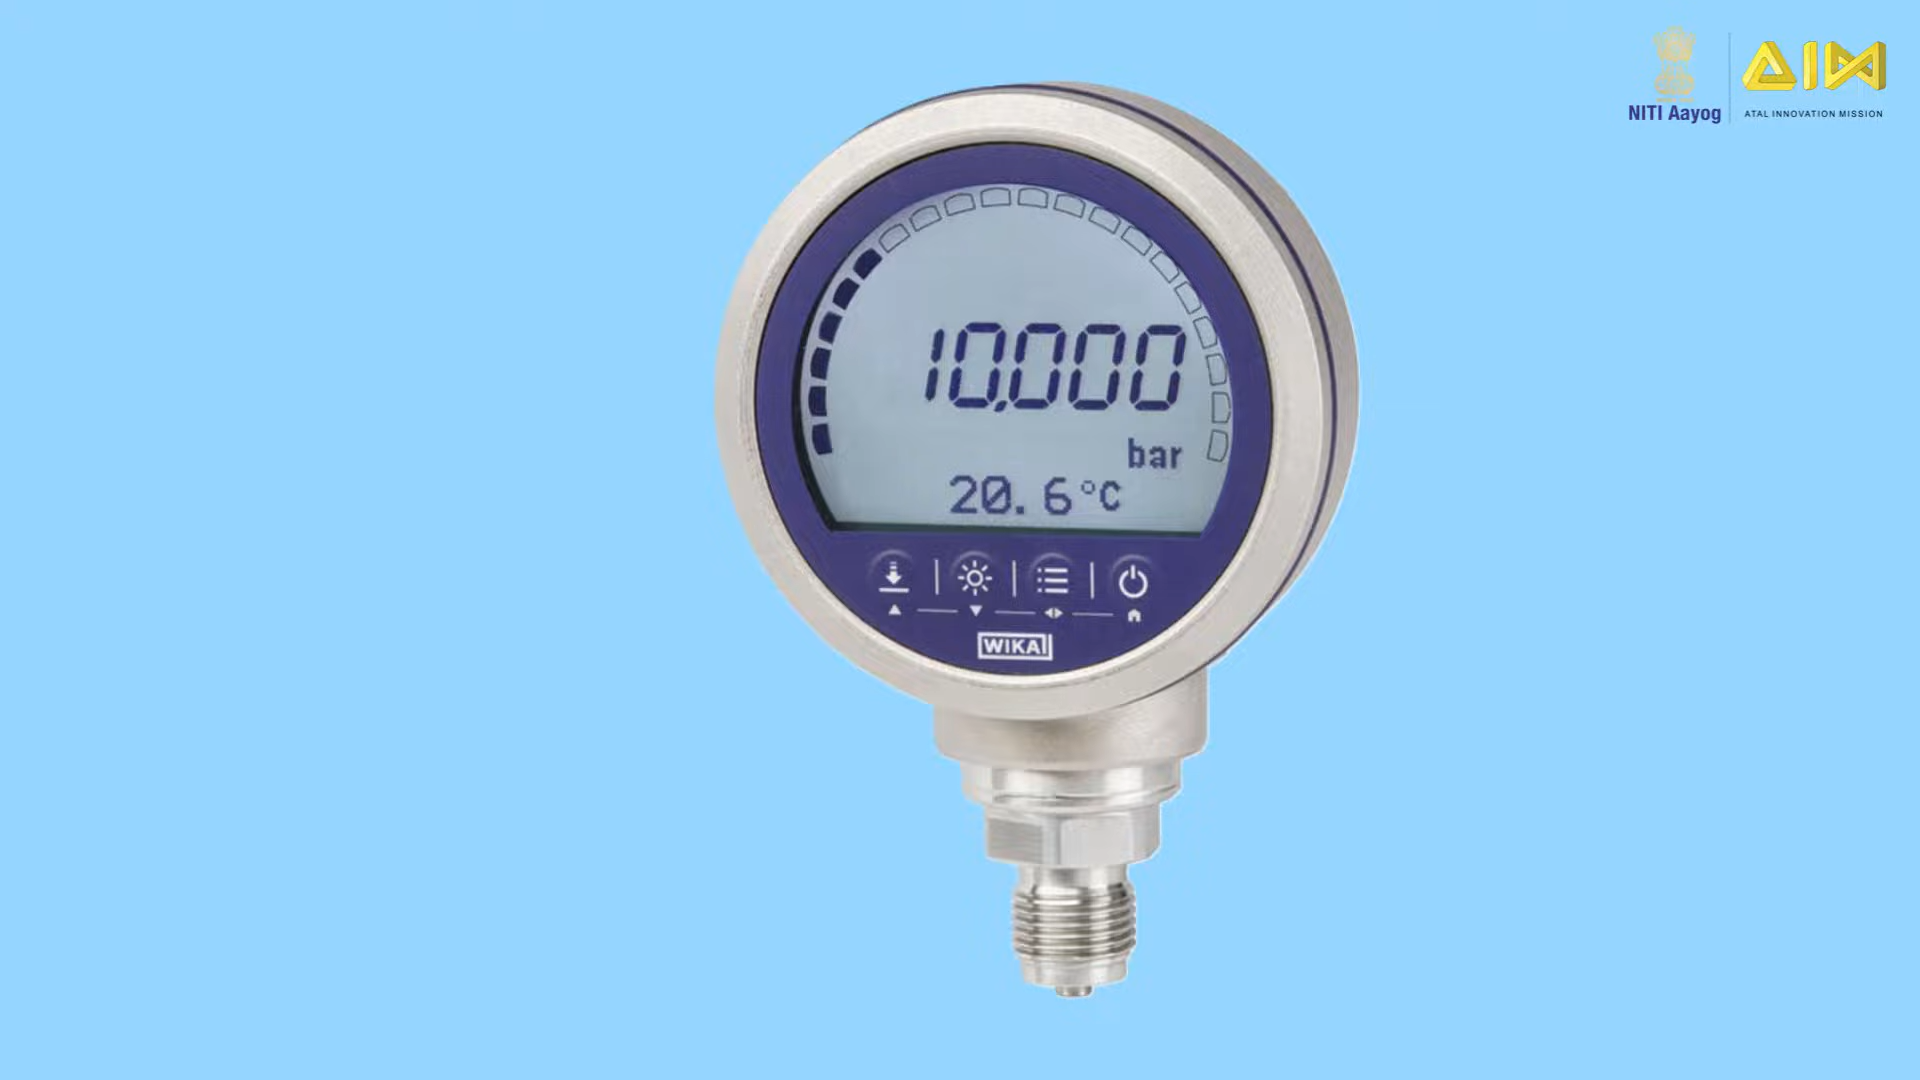 NITI Aayog
ATAL INNOVATION MISSION
10,000
bar
20.6°C
WIKA